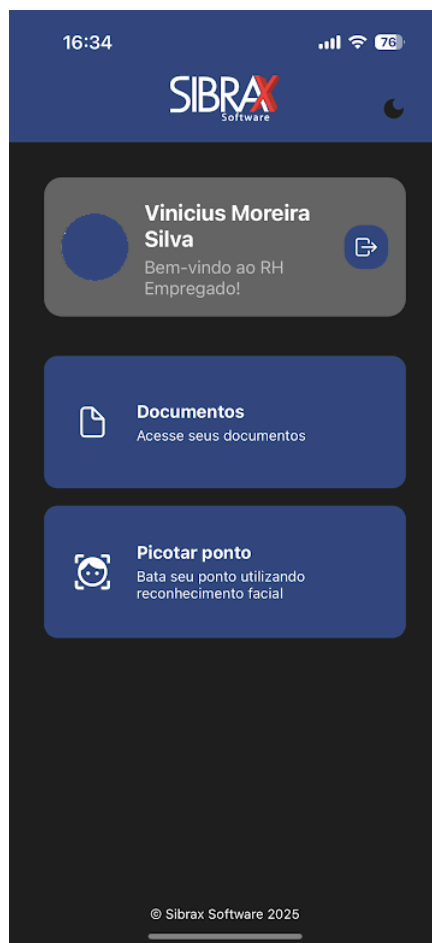 16:34
76
SIBRAX
Software
Vinicius Moreira
Silva
Bem-vindo ao RH
Empregado!
Documentos
Acesse seus documentos
Picotar ponto
Bata seu ponto utilizando
reconhecimento facial
© Sibrax Software 2025